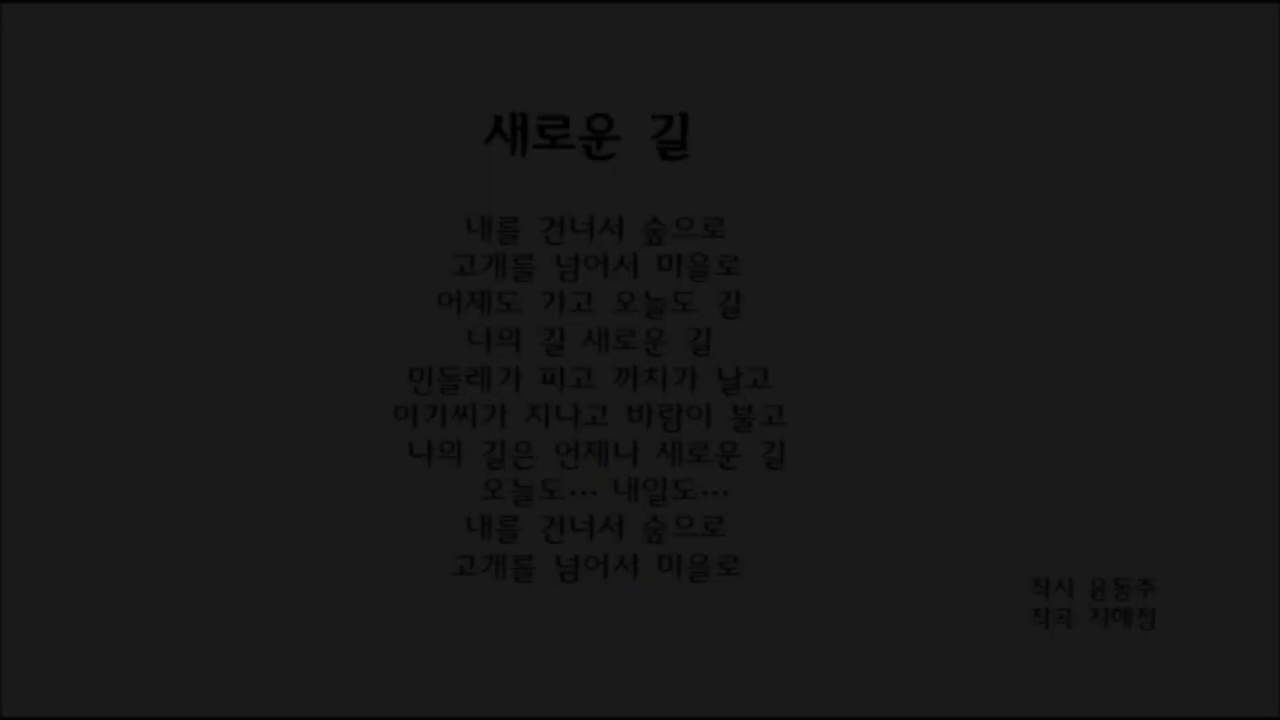 새로운 길
내를 건너서 숲으로
고개를 넘어서 마을로
어제도 가고 오늘도 갈
나의 길 새로운 길
민들레가 피고 까치가 날고
아가씨가 지나고 바람이 불고
나의 길은 언제나 새로운 길
오늘도… 내일도…
내를 건너서 숲으로
고개를 넘어서 마을로
작시 윤동주
작곡 지혜정